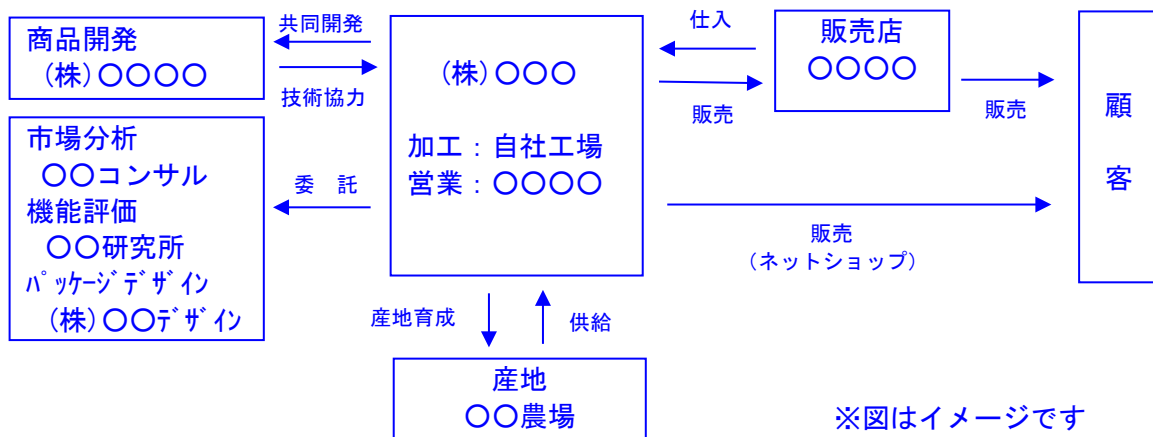 商品開発
(株)〇〇〇〇
共同開発
技術協力
市場分析
〇〇コンサル
機能評価
〇〇研究所
ﾊﾟｯｹｰｼﾞﾃﾞｻﾞｲﾝ
(株)〇〇ﾃﾞｻﾞｲﾝ
委　託
(株)〇〇〇
加工：自社工場
営業：〇〇〇〇
仕入
販売
販売店
〇〇〇〇
販売
販売
（ネットショップ）
顧
客
産地育成
供給
産地
〇〇農場
※図はイメージです